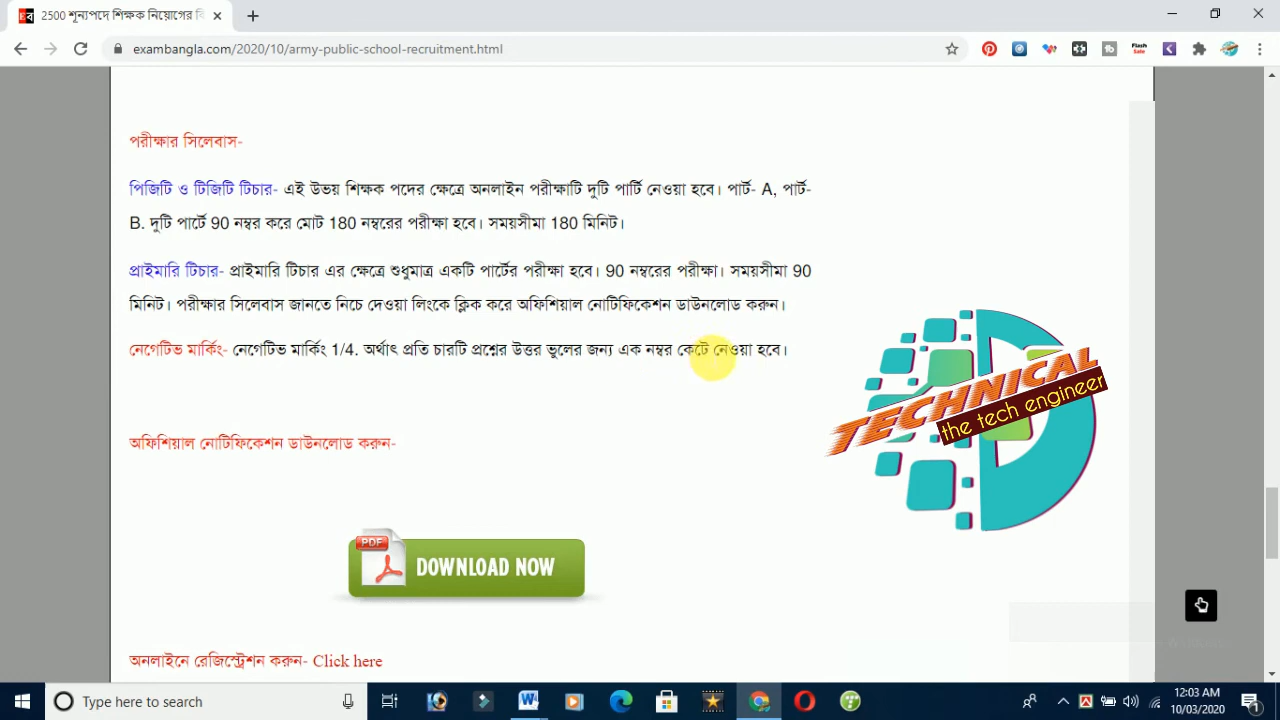 2500 শূন্যপদে শিক্ষক নিয়োগের বি
exambangla.com/2020/10/army-public-school-recruitment.html
পরীক্ষার সিলেবাস-
পিজিটি ও টিজিটি টিচার- এই উভয় শিক্ষক পদের ক্ষেত্রে অনলাইন পরীক্ষাটি দুটি পার্টি নেওয়া হবে। পার্ট- A, পার্ট-
B. দুটি পার্টে 90 নম্বর করে মোট 180 নম্বরের পরীক্ষা হবে। সময়সীমা 180 মিনিট।
প্রাইমারি টিচার- প্রাইমারি টিচার এর ক্ষেত্রে শুধুমাত্র একটি পার্টের পরীক্ষা হবে। 90 নম্বরের পরীক্ষা। সময়সীমা 90
মিনিট। পরীক্ষার সিলেবাস জানতে নিচে দেওয়া লিংকে ক্লিক করে অফিশিয়াল নোটিফিকেশন ডাউনলোড করুন।
নেগেটিভ মার্কিং- নেগেটিভ মার্কিং 1/4. অর্থাৎ প্রতি চারটি প্রশ্নের উত্তর ভুলের জন্য এক নম্বর কেটে নেওয়া হবে।
TECHNICAL
the tech engineer
অফিশিয়াল নোটিফিকেশন ডাউনলোড করুন-
PDF
DOWNLOAD NOW
অনলাইনে রেজিস্ট্রেশন করুন- Click here
Type here to search
12:03 AM
10/03/2020